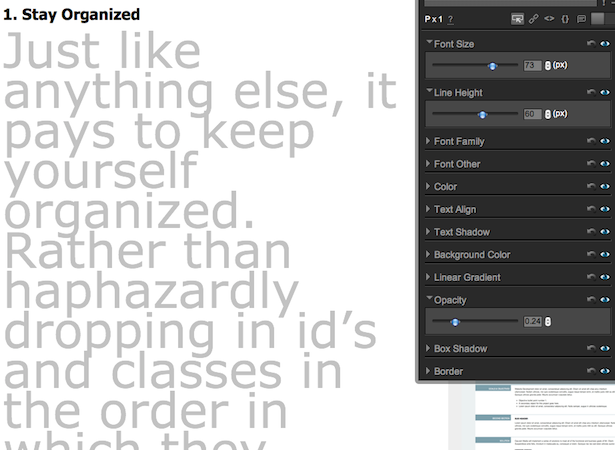 1. Stay Organized
Just like
anything else, it
pays to keep
yourself
organized.
Rather than
haphazardly
dropping in id’s
and classes in
the order in
which they
P x 1 ?
Font Size
73 (px)
Line Height
60 (px)
Font Family
Font Other
Color
Text Align
Text Shadow
Background Color
Linear Gradient
Opacity
0.24
Box Shadow
Border